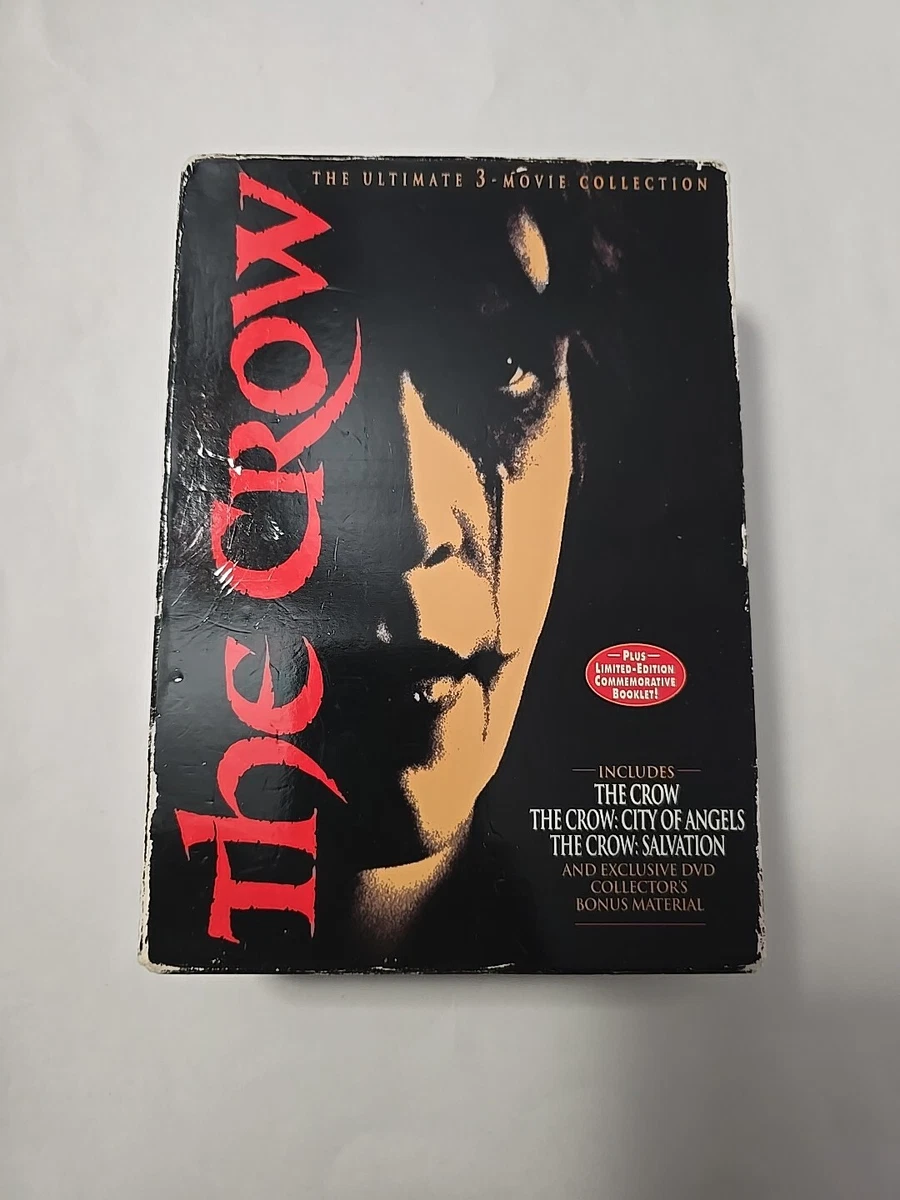 THE ULTIMATE 3-MOVIE COLLECTION
The CROW
PLUS
LIMITED-EDITION
COMMEMORATIVE
BOOKLET!
INCLUDES
THE CROW
THE CROW: CITY OF ANGELS
THE CROW: SALVATION
AND EXCLUSIVE DVD
COLLECTOR'S
BONUS MATERIAL